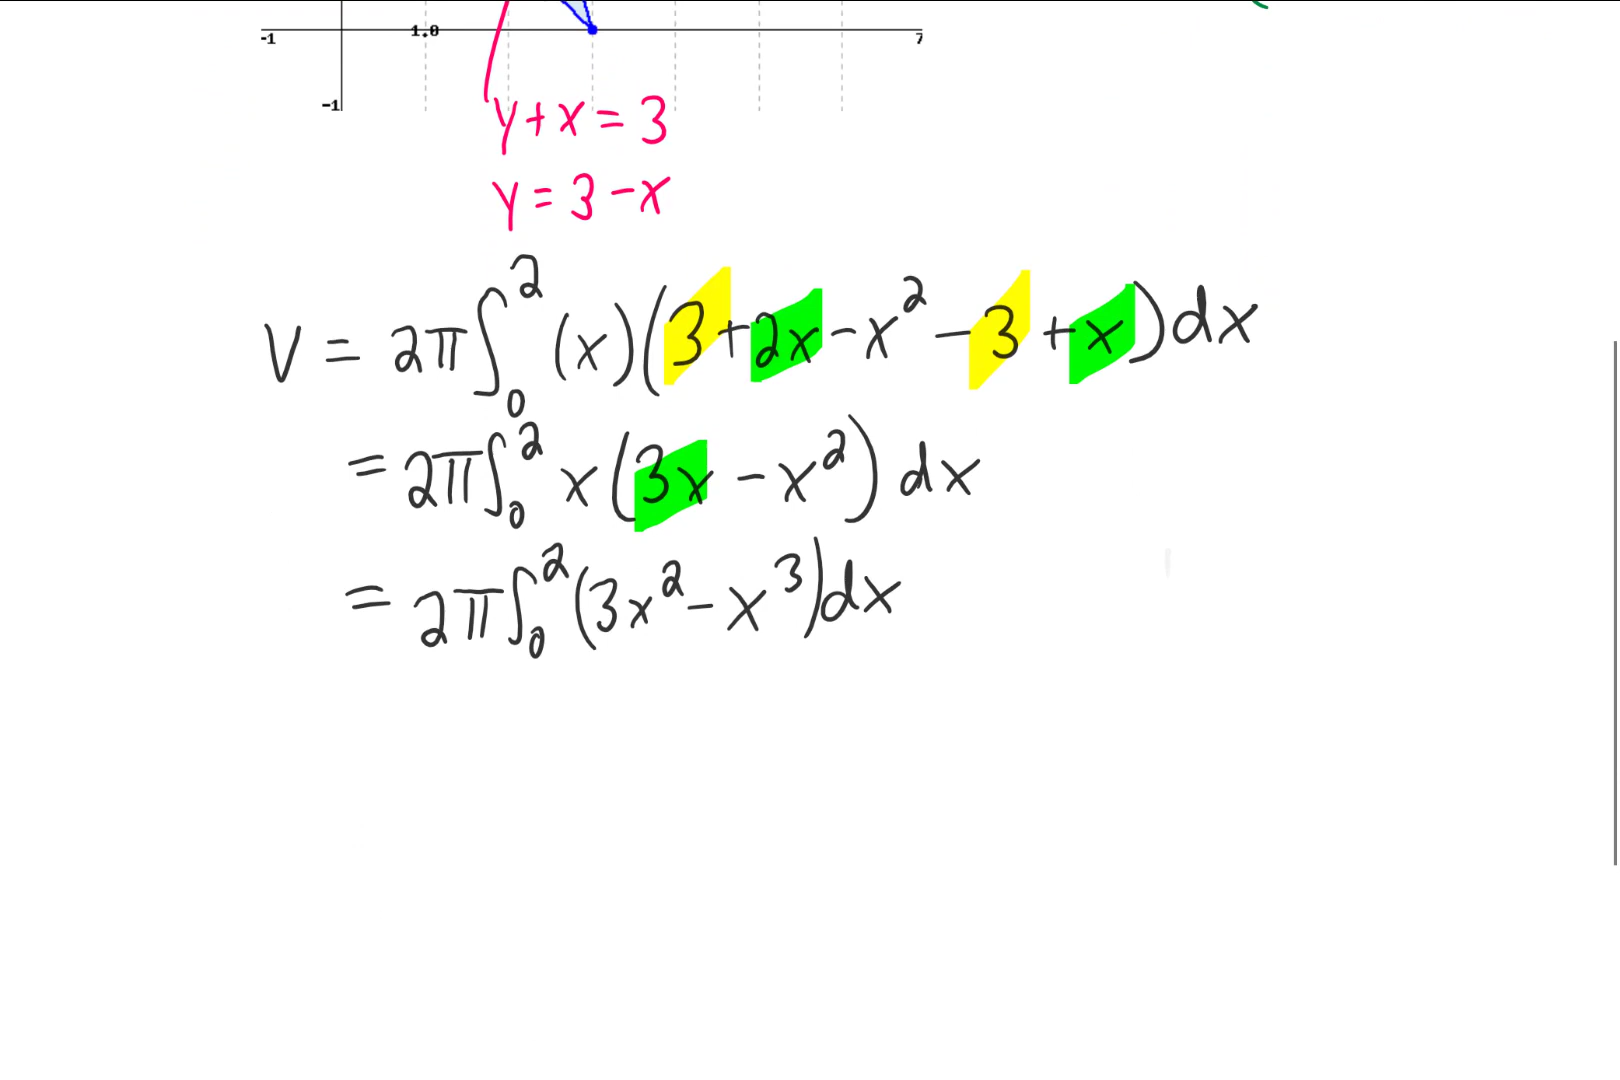 -1 1.0 7
-1
y + x = 3
y = 3 - x
V = 2π∫₀² (x)(3 + 2x - x² - 3 + x) dx
= 2π∫₀² x(3x - x²) dx
= 2π∫₀² (3x² - x³) dx